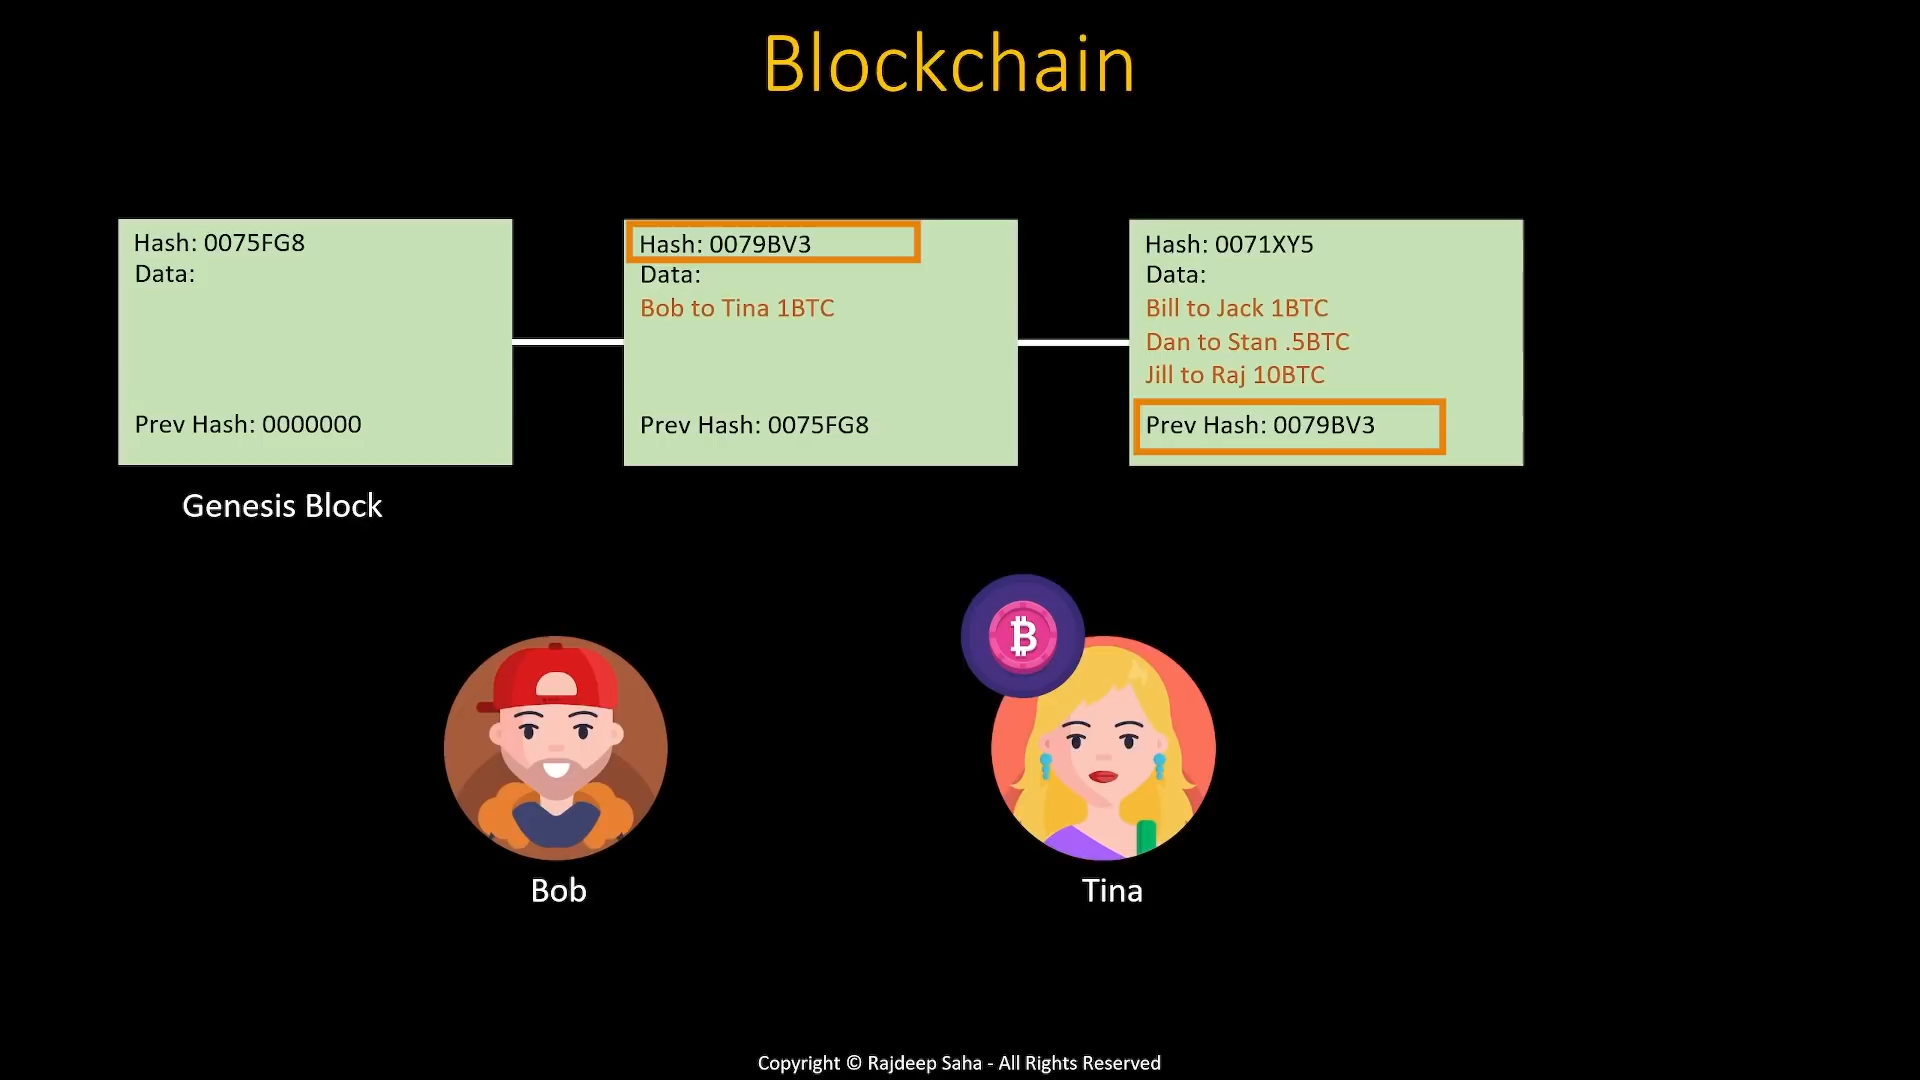 Blockchain
Hash: 0075FG8
Data:
Prev Hash: 0000000
Genesis Block
Hash: 0079BV3
Data:
Bob to Tina 1BTC
Prev Hash: 0075FG8
Hash: 0071XY5
Data:
Bill to Jack 1BTC
Dan to Stan .5BTC
Jill to Raj 10BTC
Prev Hash: 0079BV3
Bob
Tina
Copyright © Rajdeep Saha - All Rights Reserved